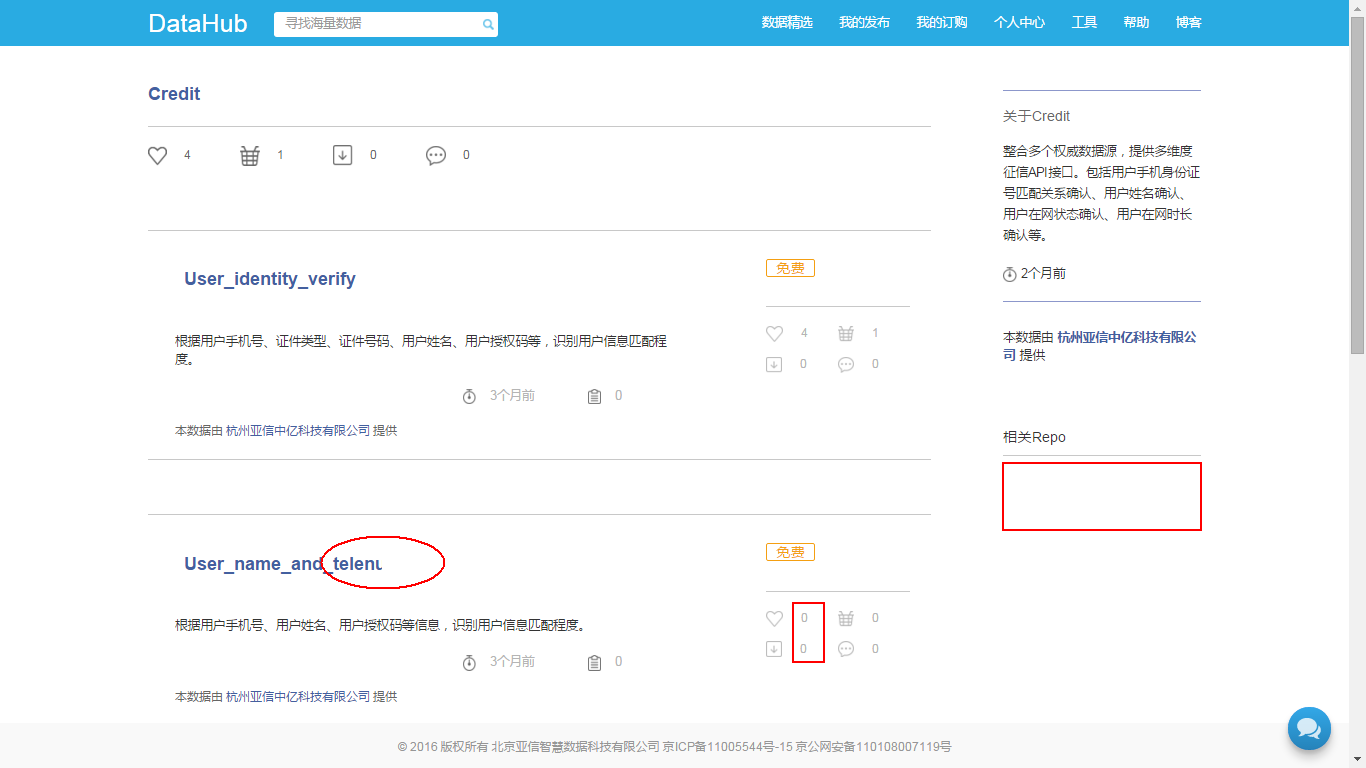 DataHub
寻找海量数据
数据精选 我的发布 我的订购 个人中心 工具 帮助 博客
Credit
4 1 0 0
User_identity_verify
免费
根据用户手机号、证件类型、证件号码、用户姓名、用户授权码等，识别用户信息匹配程
度。
4 1
0 0
3个月前 0
本数据由 杭州亚信中亿科技有限公司 提供
User_name_and_telenu
免费
根据用户手机号、用户姓名、用户授权码等信息，识别用户信息匹配程度。
0 0
0 0
3个月前 0
本数据由 杭州亚信中亿科技有限公司 提供
关于Credit
整合多个权威数据源，提供多维度
征信API接口。包括用户手机身份证
号匹配关系确认、用户姓名确认、
用户在网状态确认、用户在网时长
确认等。
2个月前
本数据由 杭州亚信中亿科技有限公
司 提供
相关Repo
© 2016 版权所有 北京亚信智慧数据科技有限公司 京ICP备11005544号-15 京公网安备110108007119号